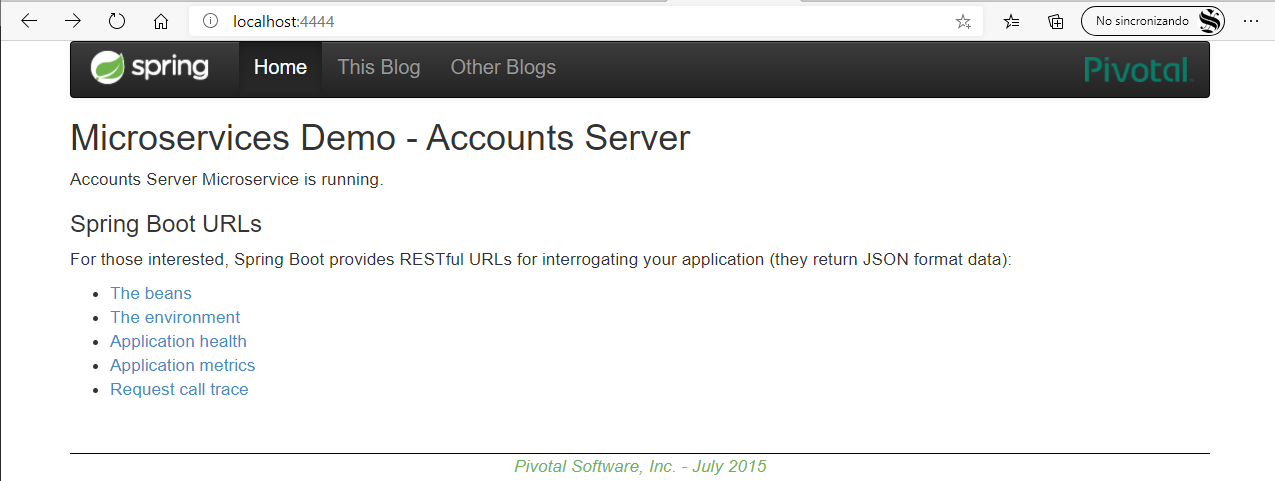 localhost:4444
No sincronizando
spring Home This Blog Other Blogs Pivotal
Microservices Demo - Accounts Server
Accounts Server Microservice is running.
Spring Boot URLs
For those interested, Spring Boot provides RESTful URLs for interrogating your application (they return JSON format data):
The beans
The environment
Application health
Application metrics
Request call trace
Pivotal Software, Inc. - July 2015